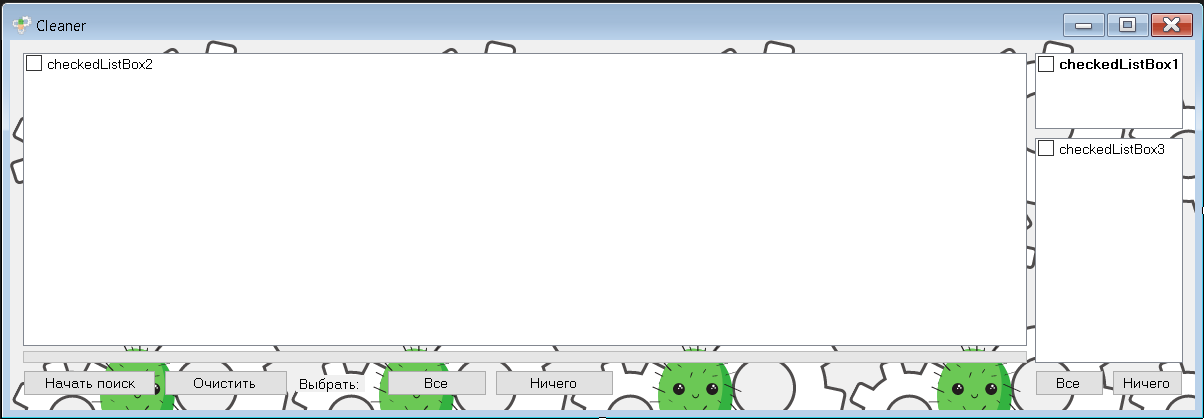 Cleaner
checkedListBox2
checkedListBox1
checkedListBox3
Начать поиск
Очистить
Выбрать:
Все
Ничего
Все
Ничего